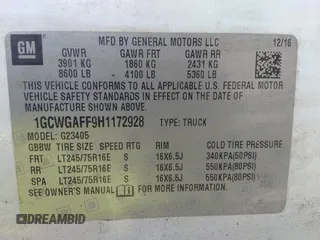 GM
MFD BY GENERAL MOTORS LLC
12/16
GVWR GAWR FRT GAWR RR
3901 KG 1860 KG 2431 KG
8600 LB 4100 LB 5360 LB
THIS VEHICLE CONFORMS TO ALL APPLICABLE U.S. FEDERAL MOTOR
VEHICLE SAFETY STANDARDS IN EFFECT ON THE DATE OF
MANUFACTURE SHOWN ABOVE.
1GCWGAFF9H1172928 TYPE: TRUCK
MODEL: G23405
GBBW TIRE SIZE SPEED RTG RIM COLD TIRE PRESSURE
FRT LT245/75R16E S 16X6.5J 340KPA(50PSI)
RR LT245/75R16E S 16X6.5J 550KPA(80PSI)
SPA LT245/75R16E S 16X6.5J 550KPA(80PSI)
DREAMBID